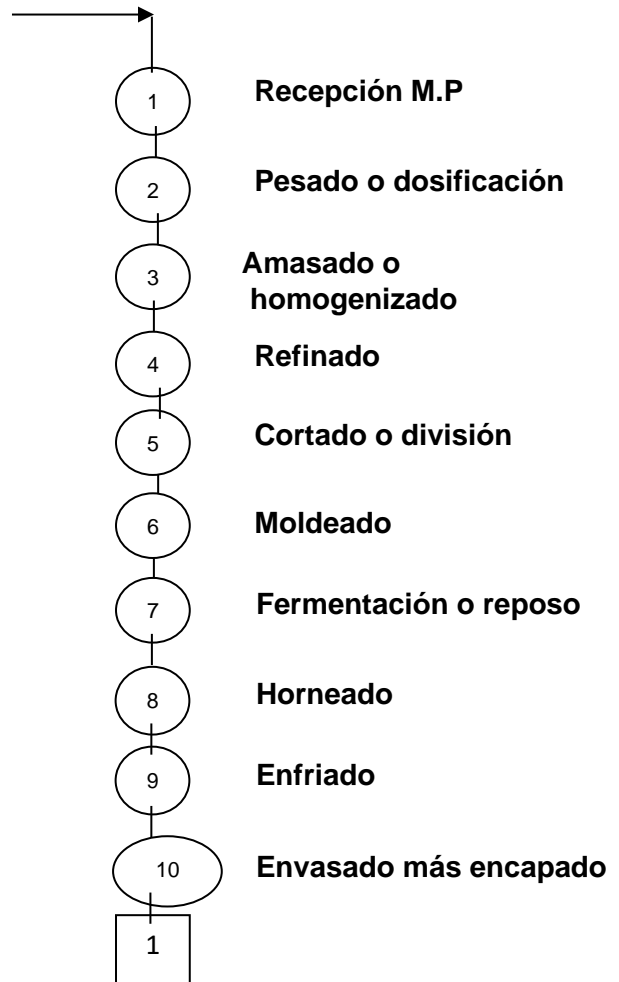 1 Recepción M.P
2 Pesado o dosificación
3 Amasado o
homogenizado
4 Refinado
5 Cortado o división
6 Moldeado
7 Fermentación o reposo
8 Horneado
9 Enfriado
10 Envasado más encapado
1